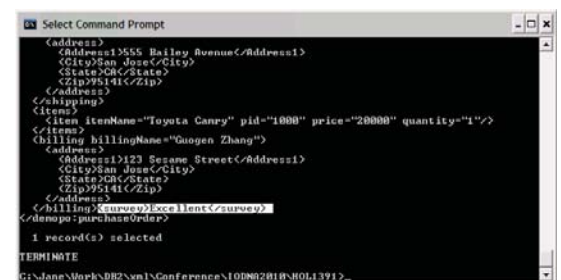 Select Command Prompt
<address>
<Address1>555 Bailey Avenue</Address1>
<City>San Jose</City>
<State>CA</State>
<Zip>95141</Zip>
</address>
</shipping>
<items>
<item itemName="Toyota Camry" pid="1000" price="20000" quantity="1"/>
</items>
<billing billingName="Guogen Zhang">
<address>
<Address1>123 Sesame Street</Address1>
<City>San Jose</City>
<State>CA</State>
<Zip>95141</Zip>
</address>
</billing><survey>Excellent</survey>
</demopo:purchaseOrder>
1 record(s) selected
TERMINATE
C:\Jane\Work\DB2\xml\Conference\IODNA2010\HOL1391>_